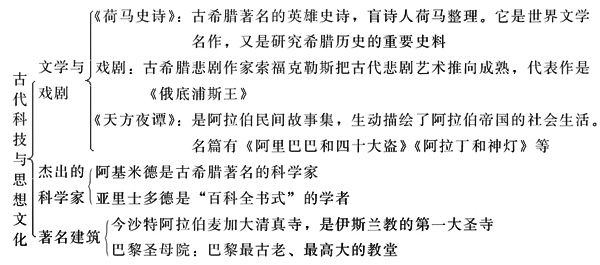 古代科技与思想文化
文学与戏剧
《荷马史诗》：古希腊著名的英雄史诗，盲诗人荷马整理。它是世界文学
名作，又是研究希腊历史的重要史料
戏剧：古希腊悲剧作家索福克勒斯把古代悲剧艺术推向成熟，代表作是
《俄底浦斯王》
《天方夜谭》：是阿拉伯民间故事集，生动描绘了阿拉伯帝国的社会生活。
名篇有《阿里巴巴和四十大盗》《阿拉丁和神灯》等
杰出的科学家
阿基米德是古希腊著名的科学家
亚里士多德是“百科全书式”的学者
著名建筑
今沙特阿拉伯麦加大清真寺，是伊斯兰教的第一大圣寺
巴黎圣母院：巴黎最古老、最高大的教堂